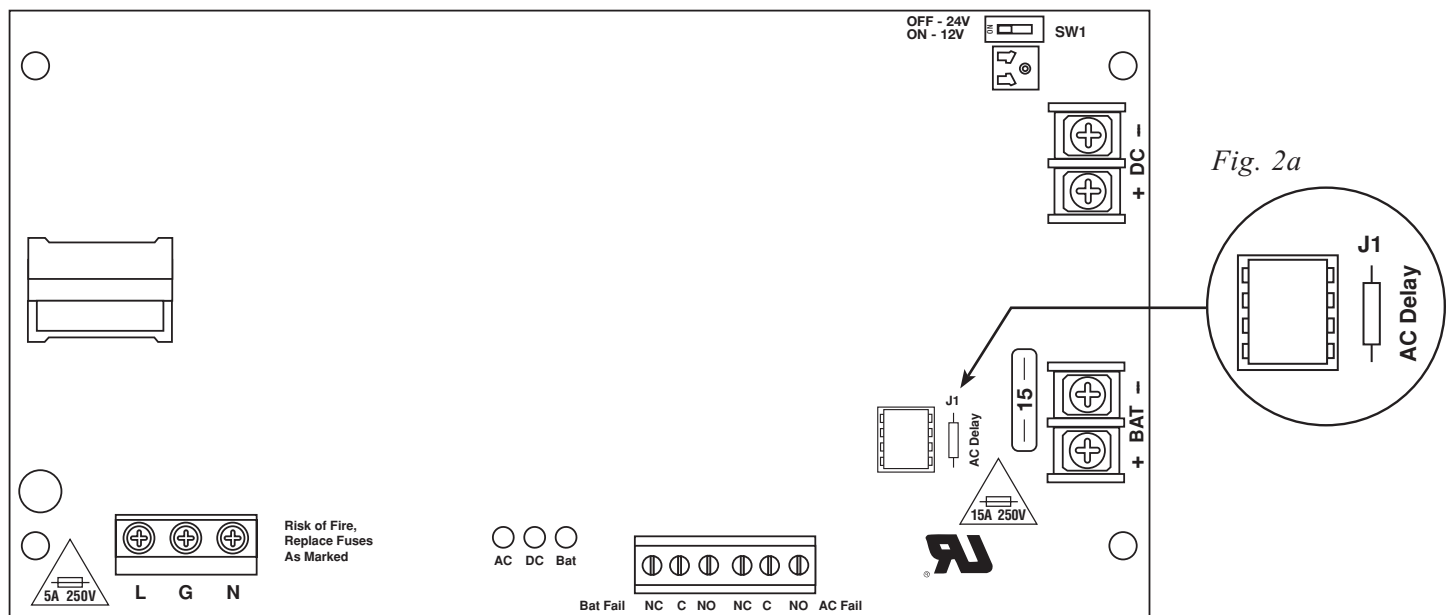 OFF - 24V
ON - 12V
ON
SW1
+ DC −
Fig. 2a
J1
AC Delay
J1
AC Delay
15
+ BAT −
15A 250V
5A 250V
L G N
Risk of Fire,
Replace Fuses
As Marked
AC DC Bat
Bat Fail NC C NO NC C NO AC Fail
RU
®